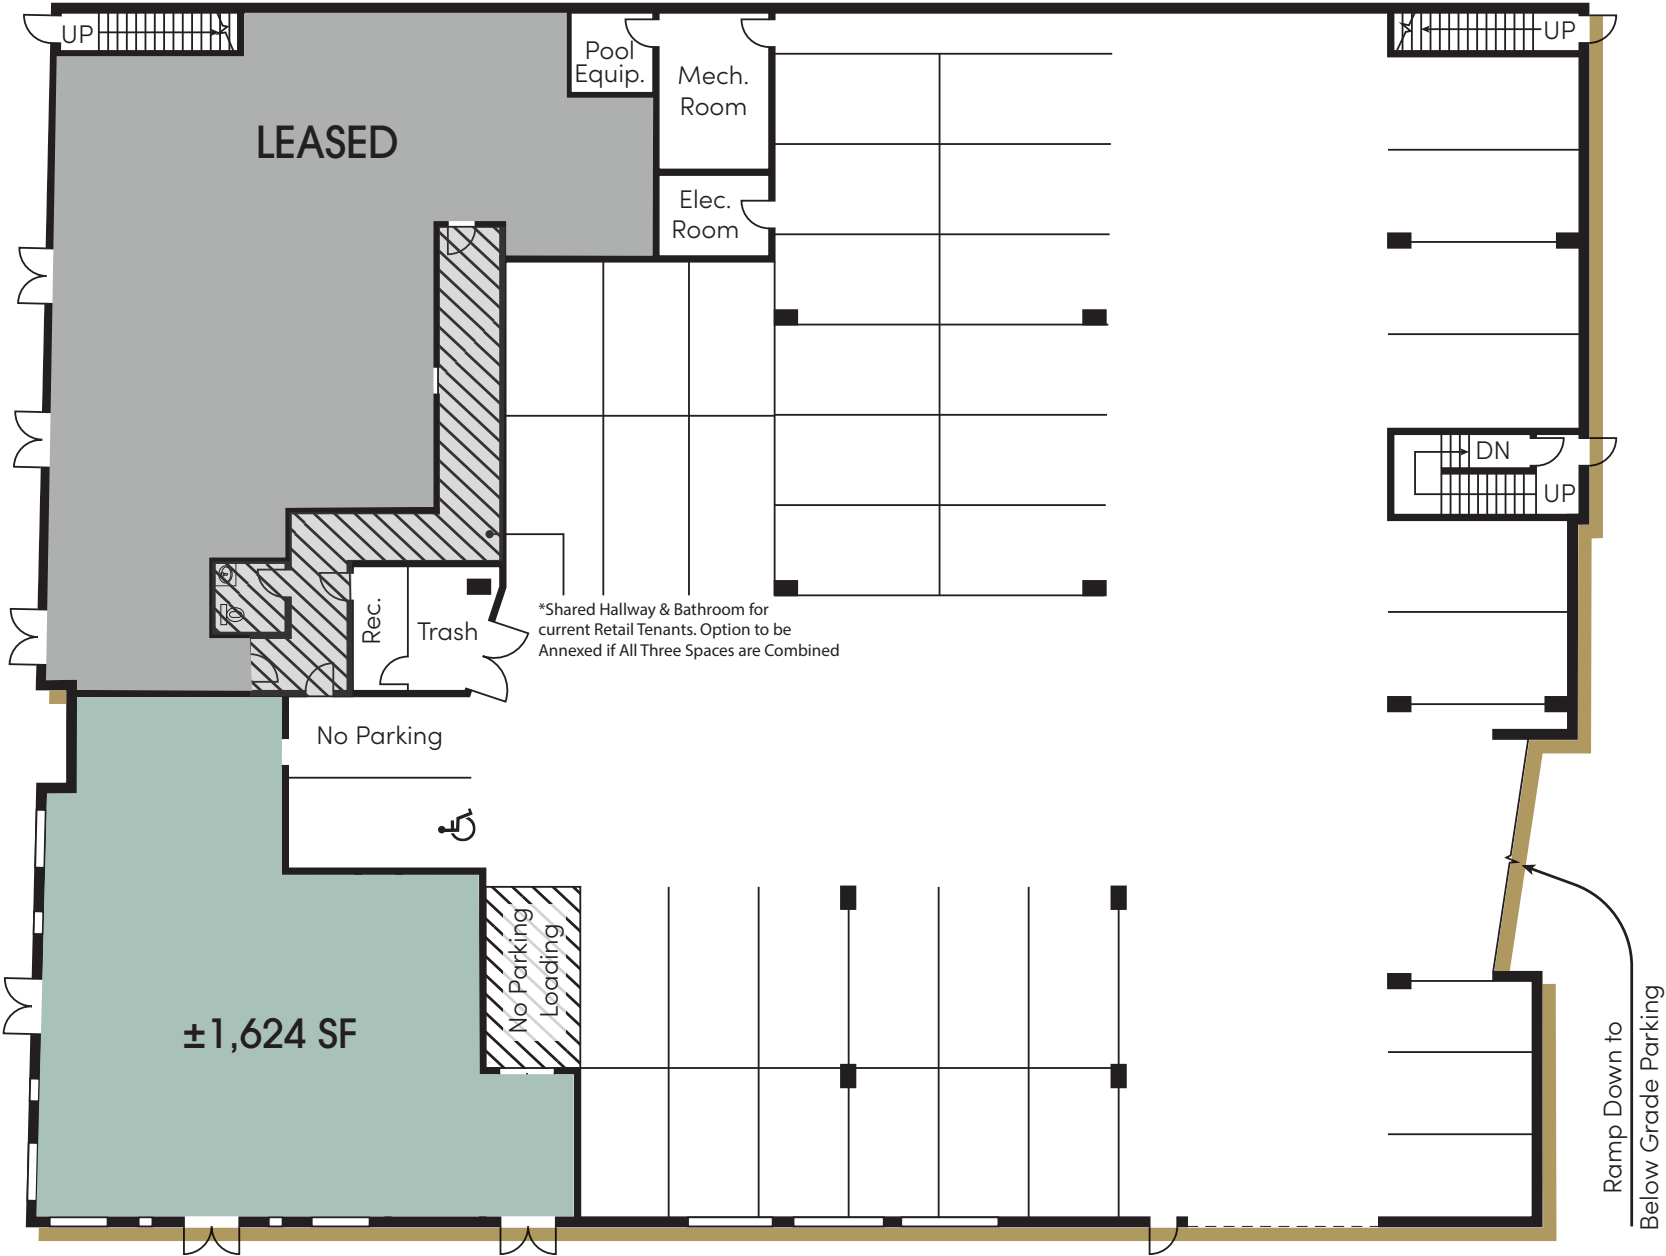 UP
UP
Pool
Equip.
Mech.
Room
LEASED
Elec.
Room
DN
UP
Rec.
Trash
*Shared Hallway & Bathroom for
current Retail Tenants. Option to be
Annexed if All Three Spaces are Combined
No Parking
No Parking
Loading
±1,624 SF
Ramp Down to
Below Grade Parking